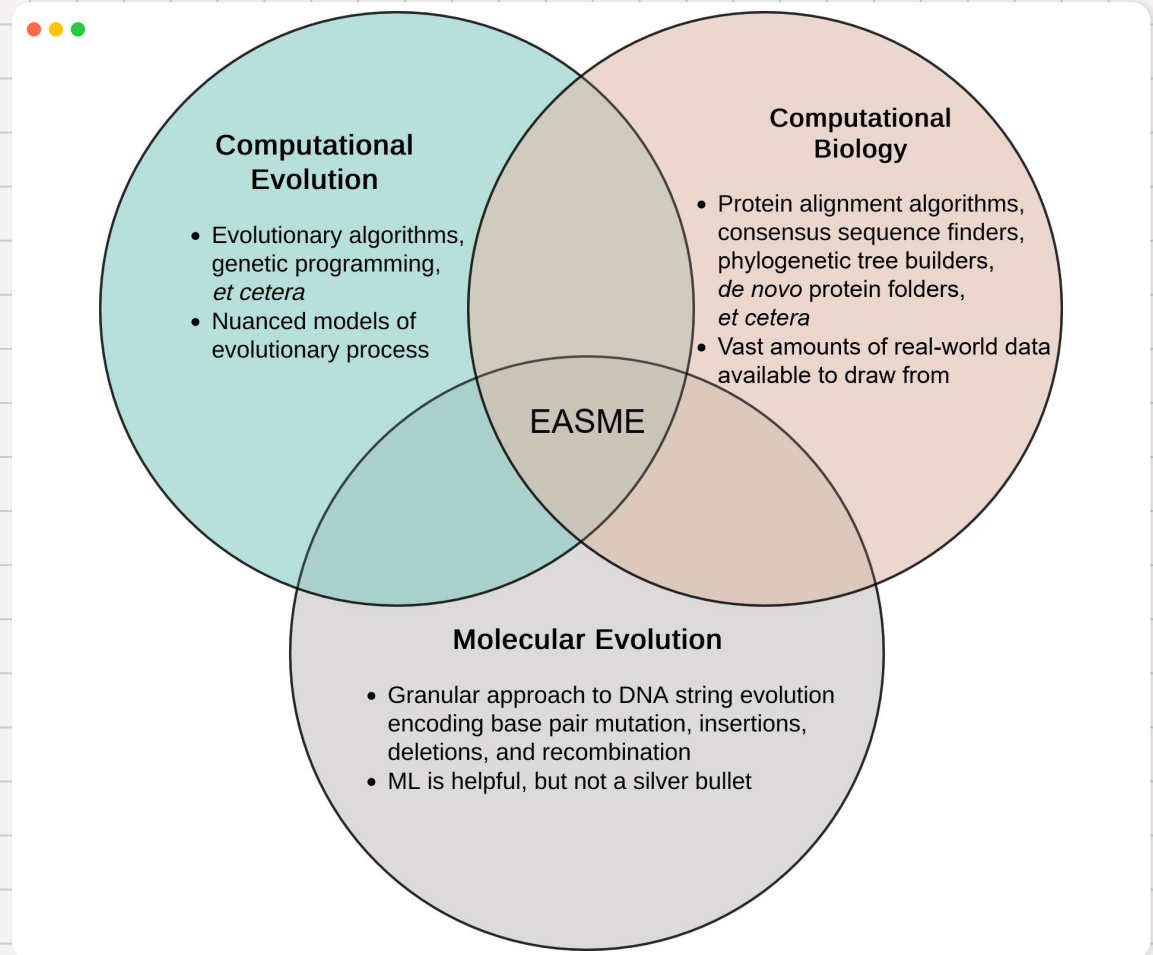 Computational
Evolution
• Evolutionary algorithms,
genetic programming,
et cetera
• Nuanced models of
evolutionary process
Computational
Biology
• Protein alignment algorithms,
consensus sequence finders,
phylogenetic tree builders,
de novo protein folders,
et cetera
• Vast amounts of real-world data
available to draw from
EASME
Molecular Evolution
• Granular approach to DNA string evolution
encoding base pair mutation, insertions,
deletions, and recombination
• ML is helpful, but not a silver bullet